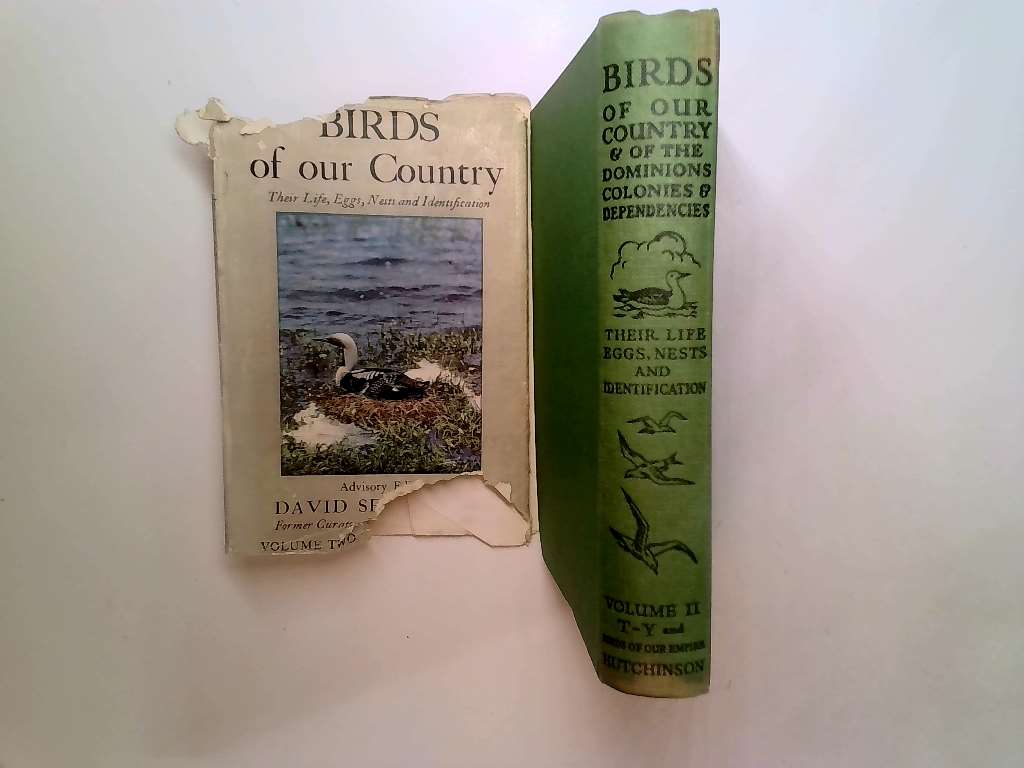 BIRDS
of our Country
Their Life, Eggs, Nests and Identification
Advisory
DAVID
Former
VOLUME TWO
BIRDS
OF OUR
COUNTRY
& OF THE
DOMINIONS
COLONIES &
DEPENDENCIES
THEIR LIFE
EGGS, NESTS
AND
IDENTIFICATION
VOLUME II
T-Y and
BIRDS OF OUR EMPIRE
HUTCHINSON